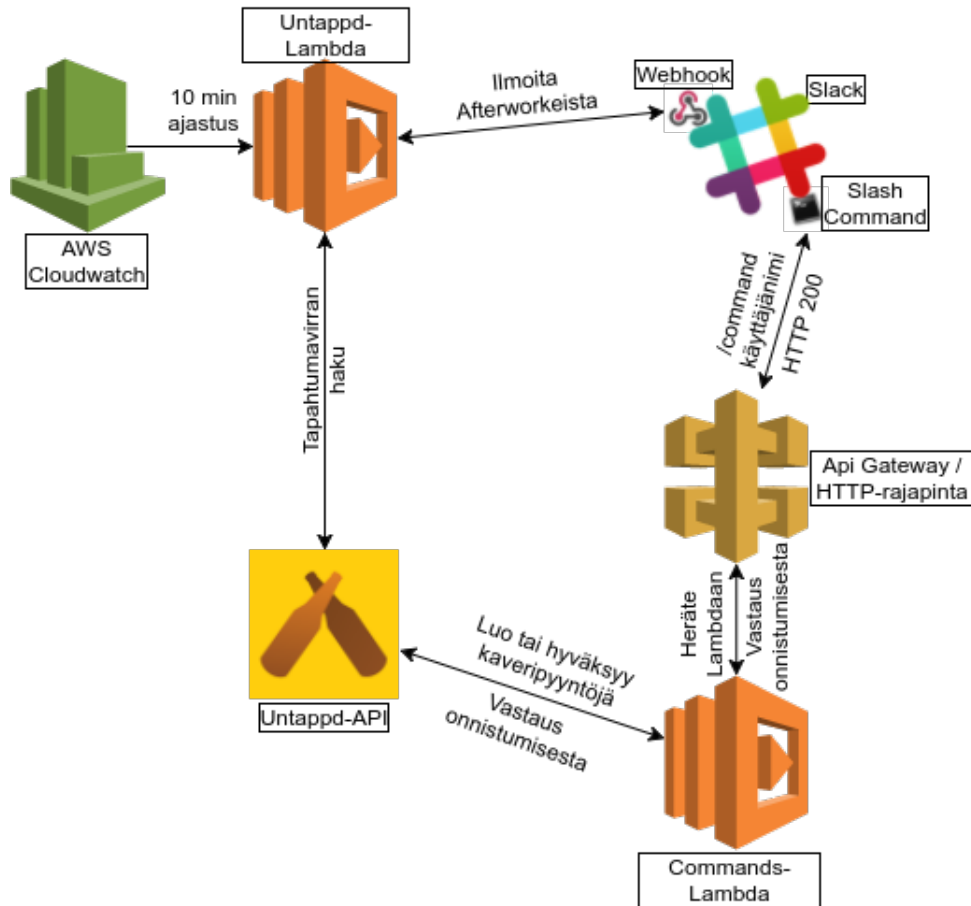 Untappd-
Lambda
10 min
ajastus
Ilmoita
Afterworkeista
Webhook
Slack
AWS
Cloudwatch
Slash
Command
/command
käyttäjänimi
HTTP 200
Tapahtumavirran
haku
Api Gateway /
HTTP-rajapinta
Heräte
Lambdaan
Vastaus
onnistumisesta
Untappd-API
Luo tai hyväksyy
kaveripyyntöjä
Vastaus
onnistumisesta
Commands-
Lambda